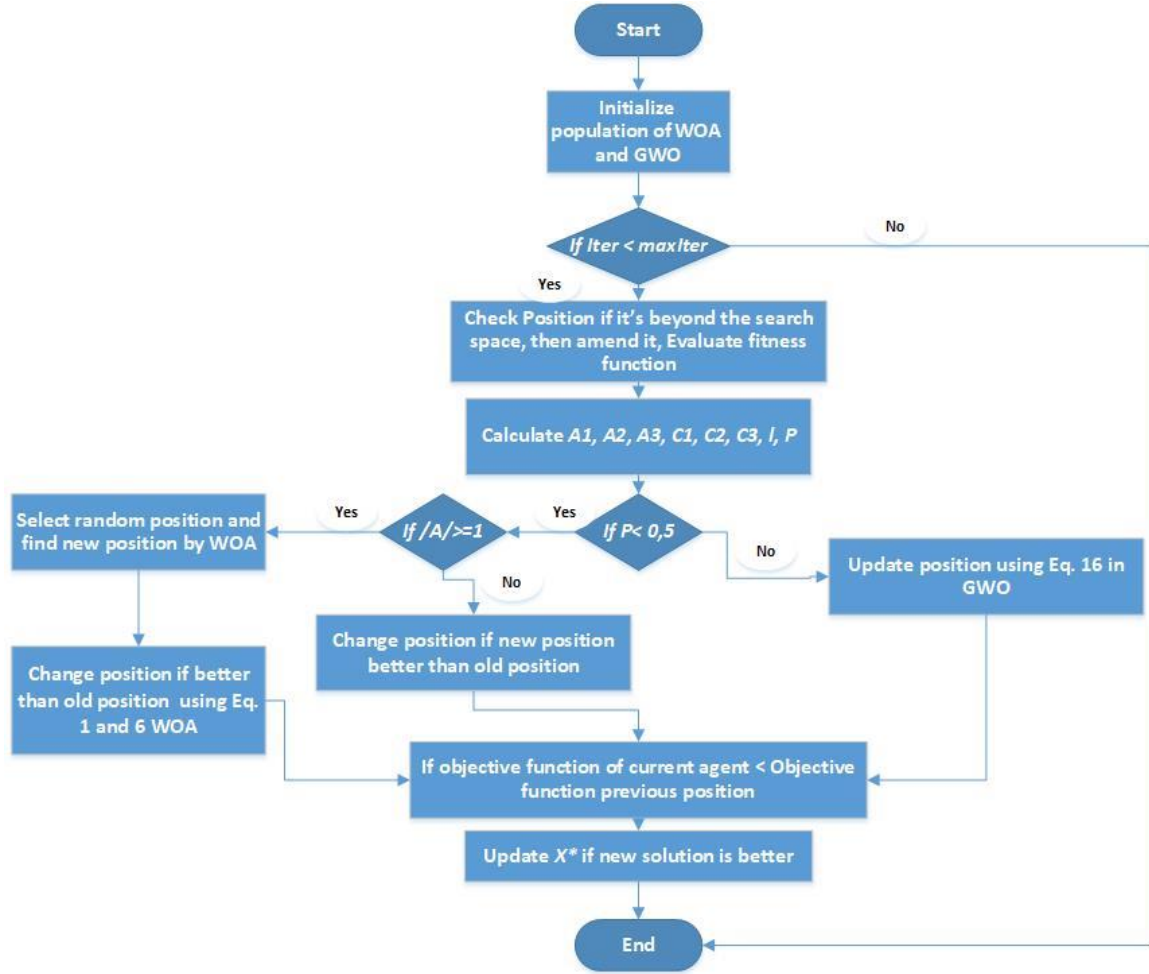 Start
Initialize
population of WOA
and GWO
If Iter < maxIter
No
Yes
Check Position if it’s beyond the search
space, then amend it, Evaluate fitness
function
Calculate A1, A2, A3, C1, C2, C3, l, P
If P< 0,5
Yes
No
If /A/>=1
Yes
No
Select random position and
find new position by WOA
Update position using Eq. 16 in
GWO
Change position if new position
better than old position
Change position if better
than old position using Eq.
1 and 6 WOA
If objective function of current agent < Objective
function previous position
Update X* if new solution is better
End